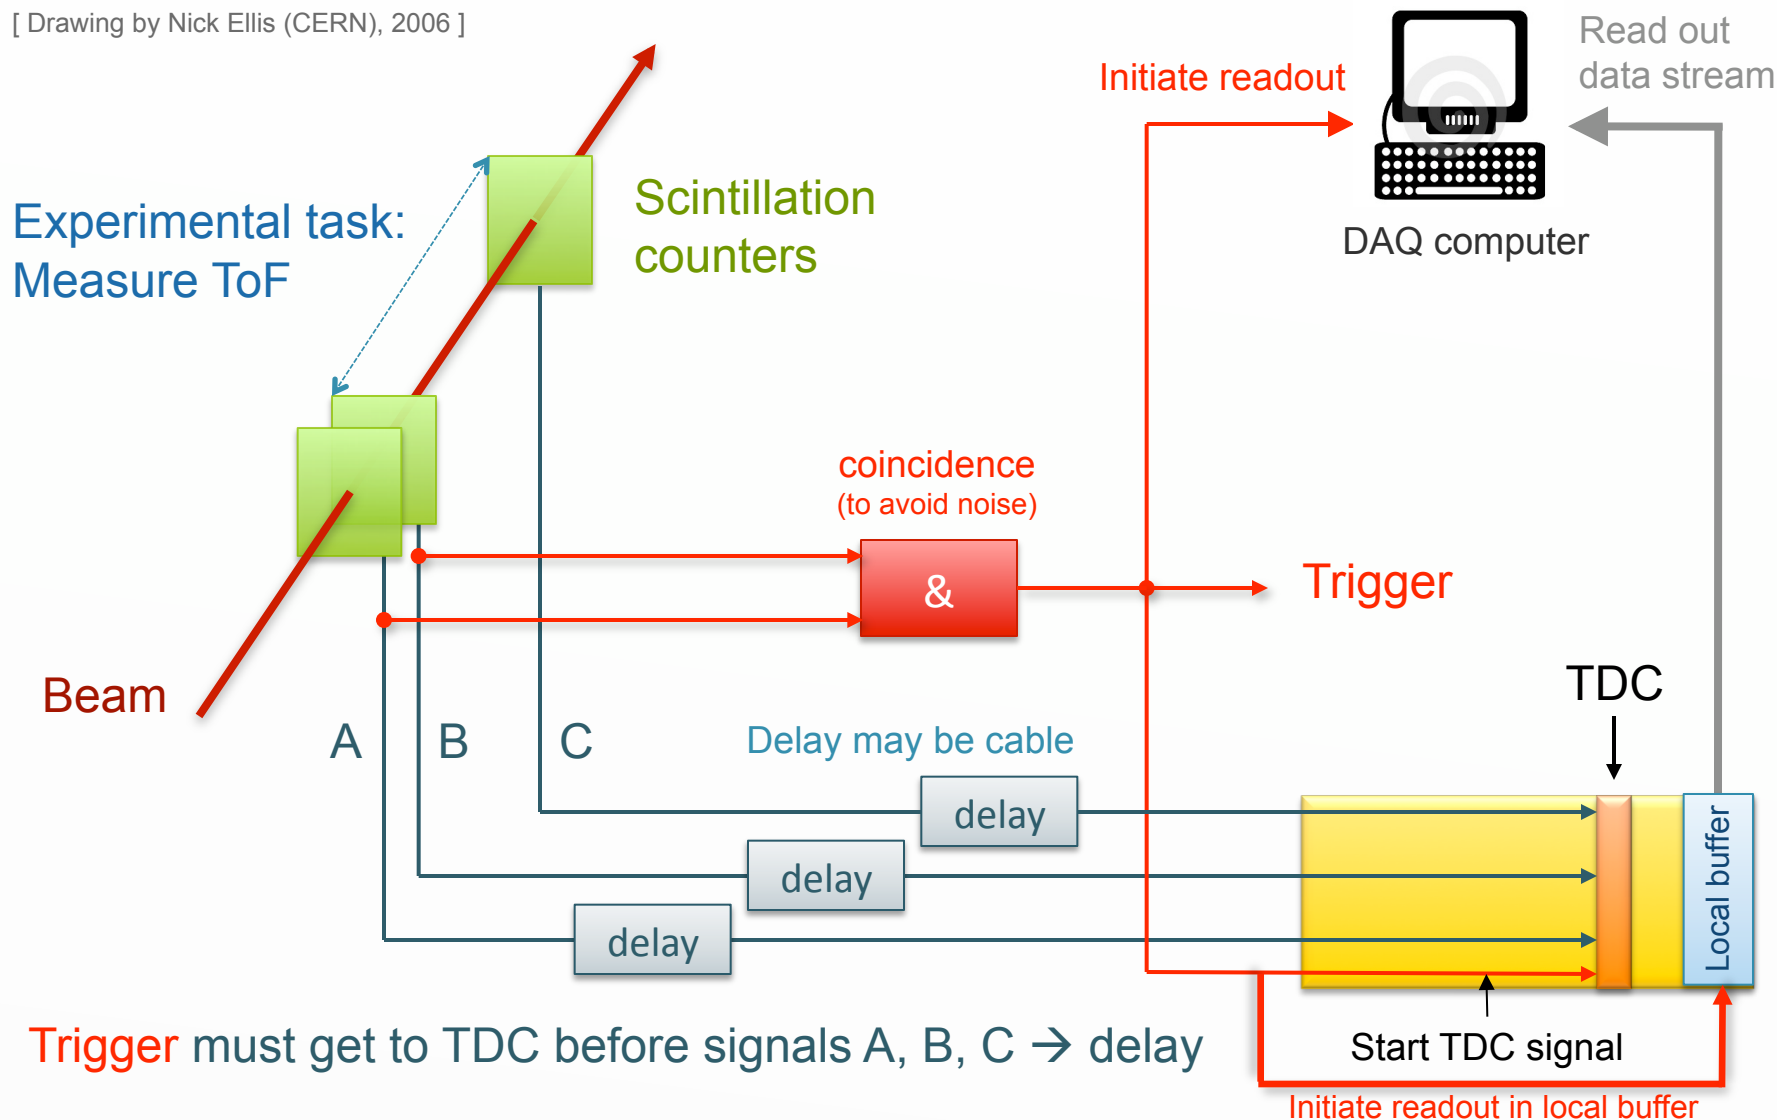 [ Drawing by Nick Ellis (CERN), 2006 ]
Read out
data stream
Initiate readout
Scintillation
counters
Experimental task:
Measure ToF
DAQ computer
coincidence
(to avoid noise)
&
Trigger
Beam
TDC
A
B
C
Delay may be cable
delay
delay
delay
Local buffer
Trigger must get to TDC before signals A, B, C → delay
Start TDC signal
Initiate readout in local buffer